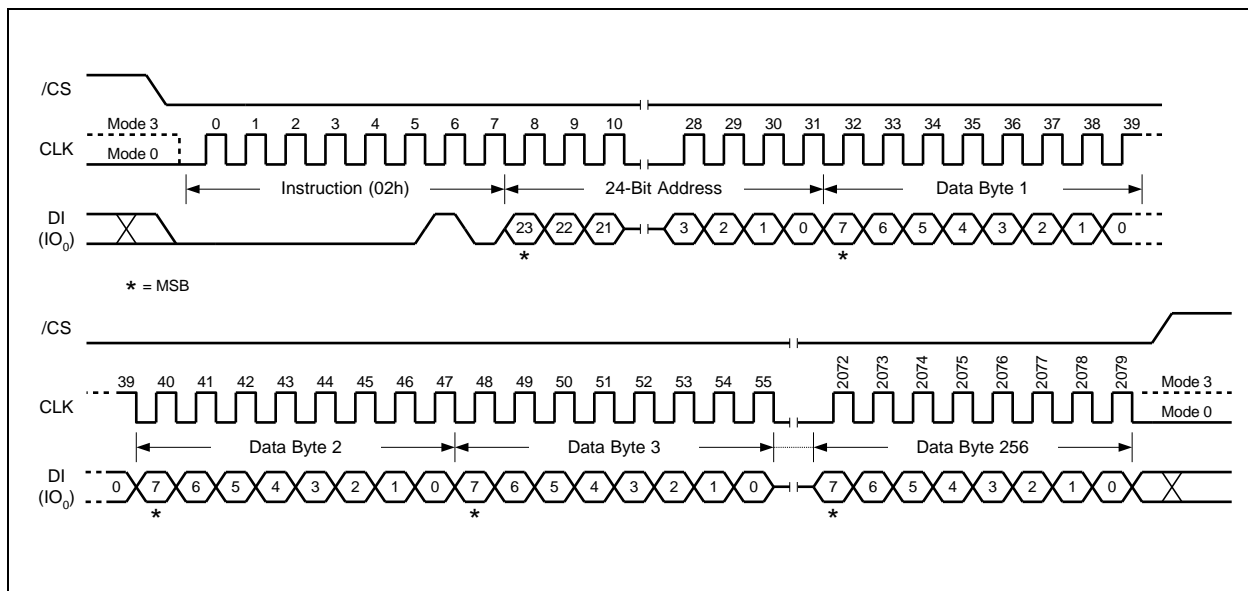 /CS
Mode 3 0 1 2 3 4 5 6 7 8 9 10 28 29 30 31 32 33 34 35 36 37 38 39
CLK Mode 0
Instruction (02h) 24-Bit Address Data Byte 1
DI
(IO0) 23 22 21 3 2 1 0 7 6 5 4 3 2 1 0
* *
* = MSB
/CS
39 40 41 42 43 44 45 46 47 48 49 50 51 52 53 54 55 2072 2073 2074 2075 2076 2077 2078 2079 Mode 3
CLK Mode 0
Data Byte 2 Data Byte 3 Data Byte 256
DI
(IO0) 0 7 6 5 4 3 2 1 0 7 6 5 4 3 2 1 0 7 6 5 4 3 2 1 0
* * *